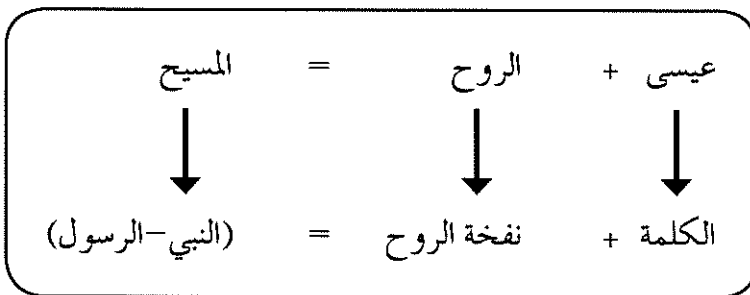 عيسى + الروح = المسيح
الكلمة + نفخة الروح = (النبي-الرسول)